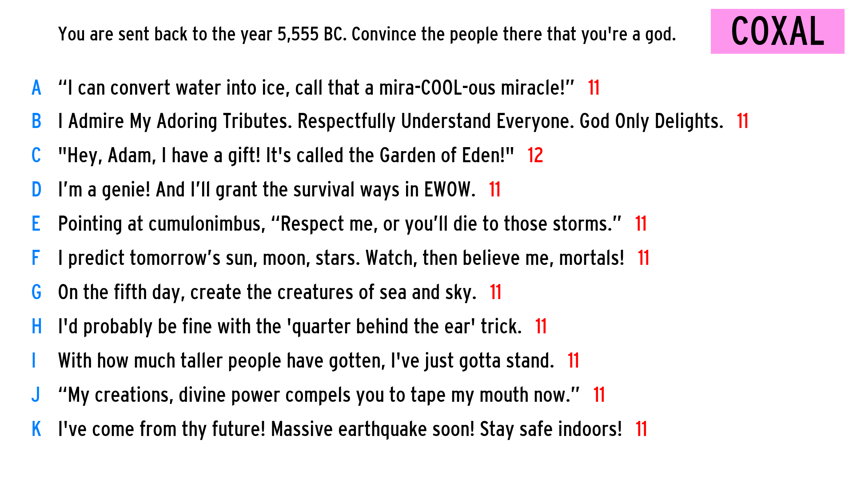 You are sent back to the year 5,555 BC. Convince the people there that you're a god.
COXAL
A “I can convert water into ice, call that a mira-COOL-ous miracle!” 11
B I Admire My Adoring Tributes. Respectfully Understand Everyone. God Only Delights. 11
C "Hey, Adam, I have a gift! It's called the Garden of Eden!" 12
D I’m a genie! And I’ll grant the survival ways in EWOW. 11
E Pointing at cumulonimbus, “Respect me, or you’ll die to those storms.” 11
F I predict tomorrow’s sun, moon, stars. Watch, then believe me, mortals! 11
G On the fifth day, create the creatures of sea and sky. 11
H I'd probably be fine with the 'quarter behind the ear' trick. 11
I With how much taller people have gotten, I've just gotta stand. 11
J “My creations, divine power compels you to tape my mouth now.” 11
K I've come from thy future! Massive earthquake soon! Stay safe indoors! 11